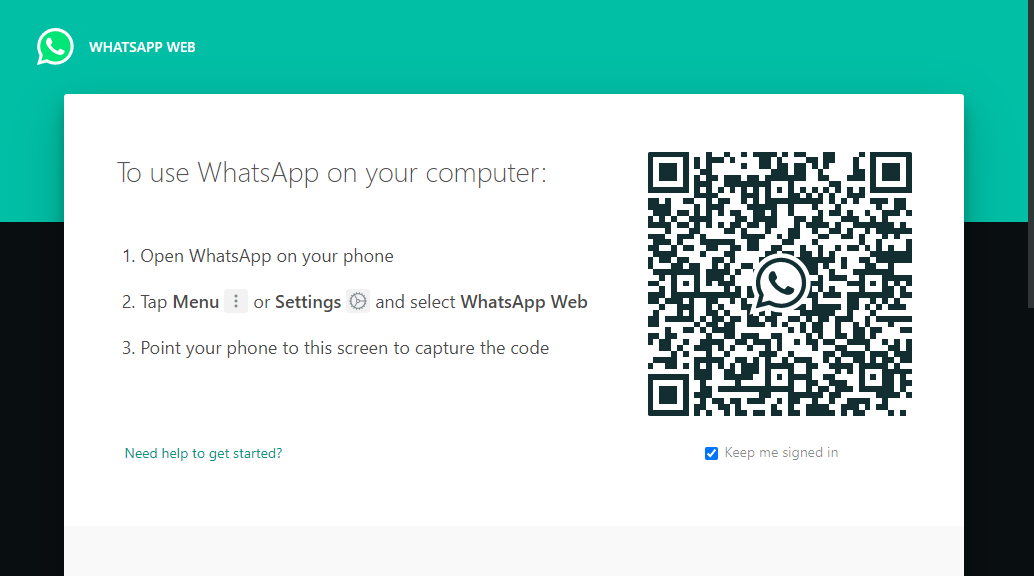 WHATSAPP WEB
To use WhatsApp on your computer:
1. Open WhatsApp on your phone
2. Tap Menu or Settings and select WhatsApp Web
3. Point your phone to this screen to capture the code
Need help to get started?
Keep me signed in